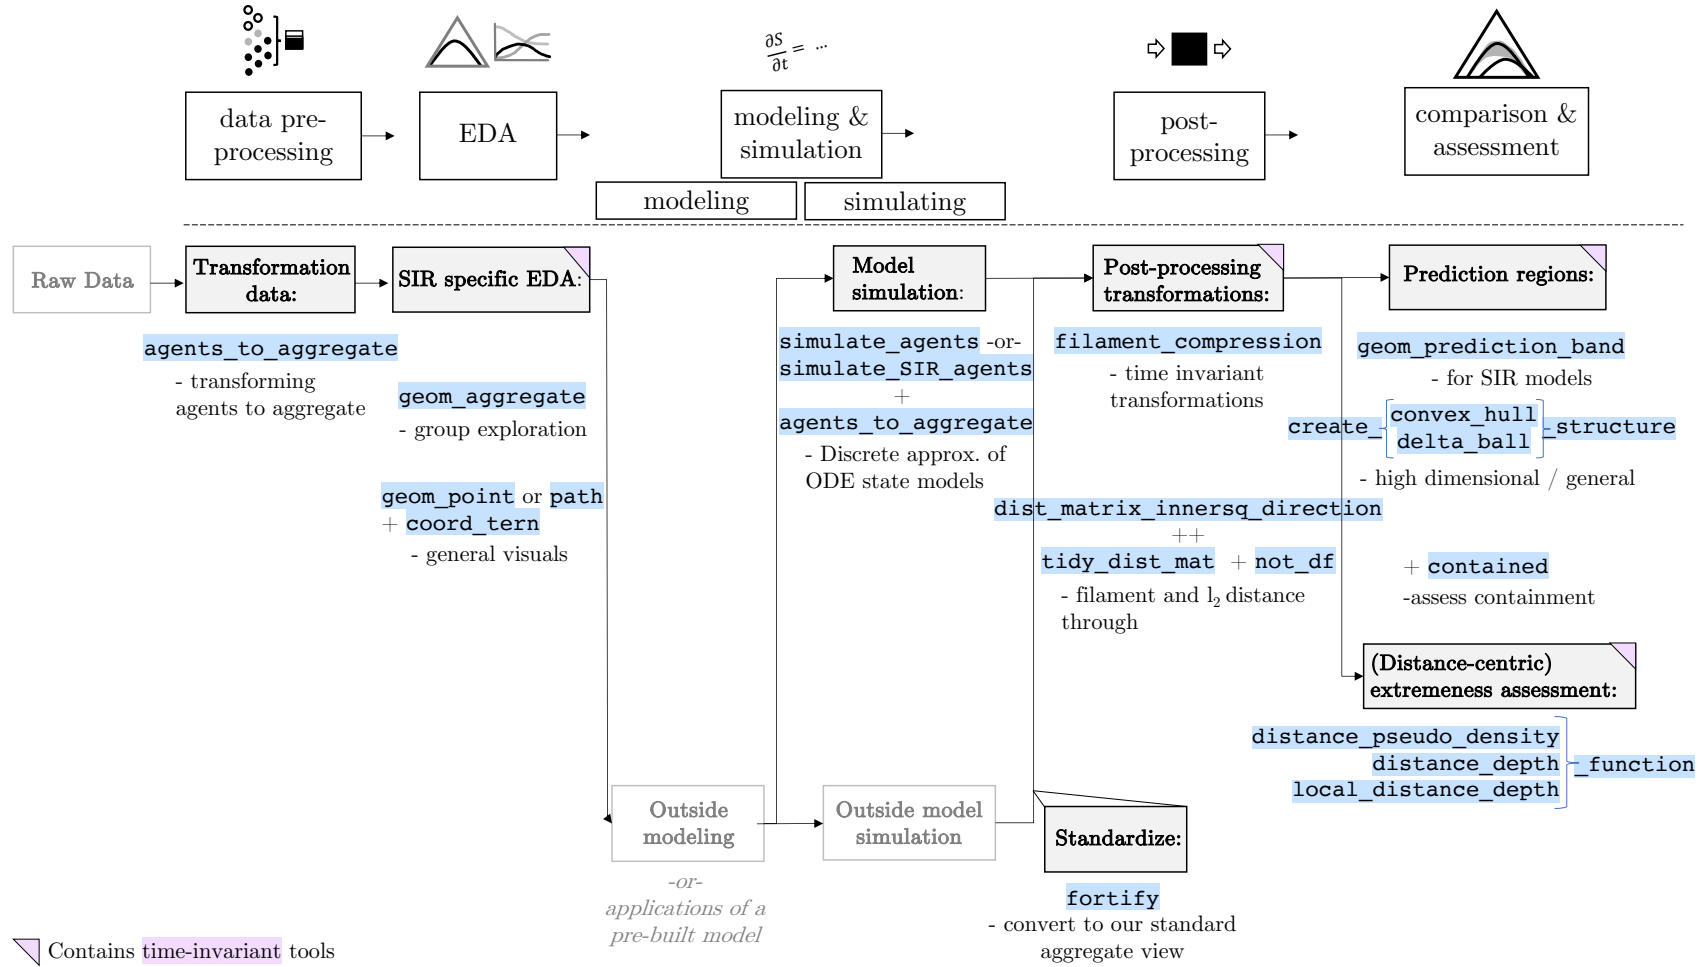 ∂S
∂t = ...
data pre-
processing
EDA
modeling &
simulation
post-
processing
comparison &
assessment
modeling
simulating
Raw Data
Transformation
data:
SIR specific EDA:
Model
simulation:
Post-processing
transformations:
Prediction regions:
agents_to_aggregate
- transforming
agents to aggregate
geom_aggregate
- group exploration
geom_point or path
+ coord_tern
- general visuals
simulate_agents -or-
simulate_SIR_agents
+
agents_to_aggregate
- Discrete approx. of
ODE state models
filament_compression
- time invariant
transformations
dist_matrix_innersq_direction
++
tidy_dist_mat + not_df
- filament and l2 distance
through
geom_prediction_band
- for SIR models
convex_hull
create_ _structure
delta_ball
- high dimensional / general
+ contained
-assess containment
(Distance-centric)
extremeness assessment:
distance_pseudo_density
distance_depth _function
local_distance_depth
Outside
modeling
-or-
applications of a
pre-built model
Outside model
simulation
Standardize:
fortify
- convert to our standard
aggregate view
Contains time-invariant tools